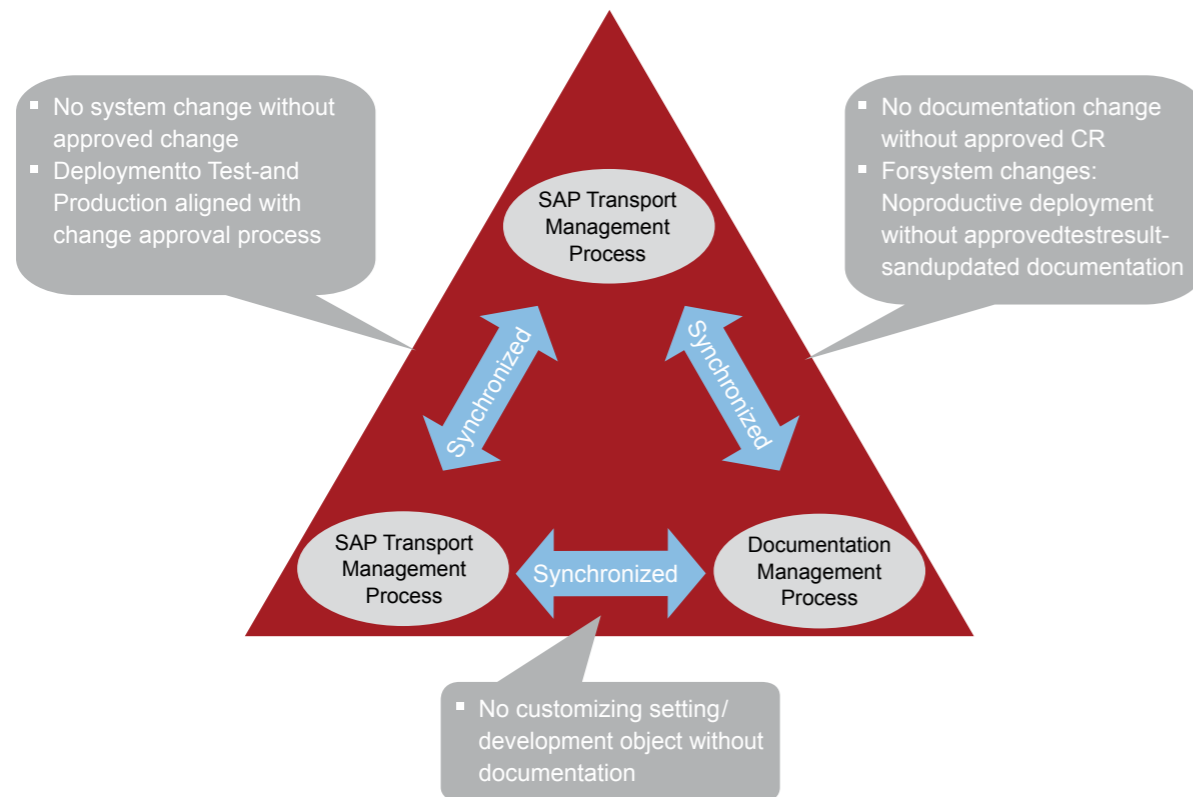 ▪ No system change without
approved change
▪ Deploymentto Test-and
Production aligned with
change approval process
▪ No documentation change
without approved CR
▪ Forsystem changes:
Noproductive deployment
without approvedtestresult-
sandupdated documentation
SAP Transport
Management
Process
Synchronized
Synchronized
SAP Transport
Management
Process
Synchronized
Documentation
Management
Process
▪ No customizing setting/
development object without
documentation